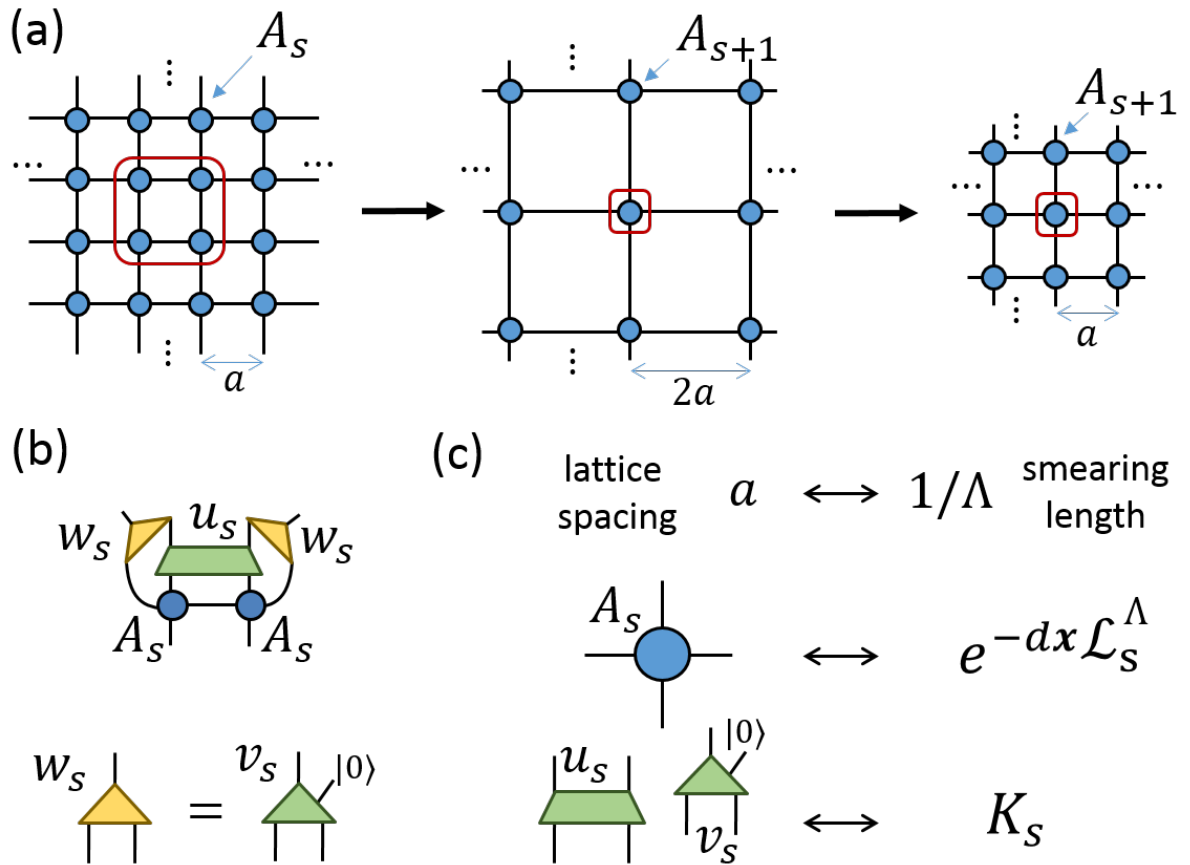 (a)
A_s
⋮
⋯
⋯
⋮
a
A_{s+1}
⋮
⋯
⋯
⋮
2a
A_{s+1}
⋮
⋯
⋯
⋮
a
(b)
w_s
u_s
w_s
A_s
A_s
w_s = v_s |0⟩
(c)
lattice spacing a ↔ 1/Λ smearing length
A_s ↔ e^{-d𝒙 ℒ_s^Λ}
u_s v_s |0⟩ ↔ K_s